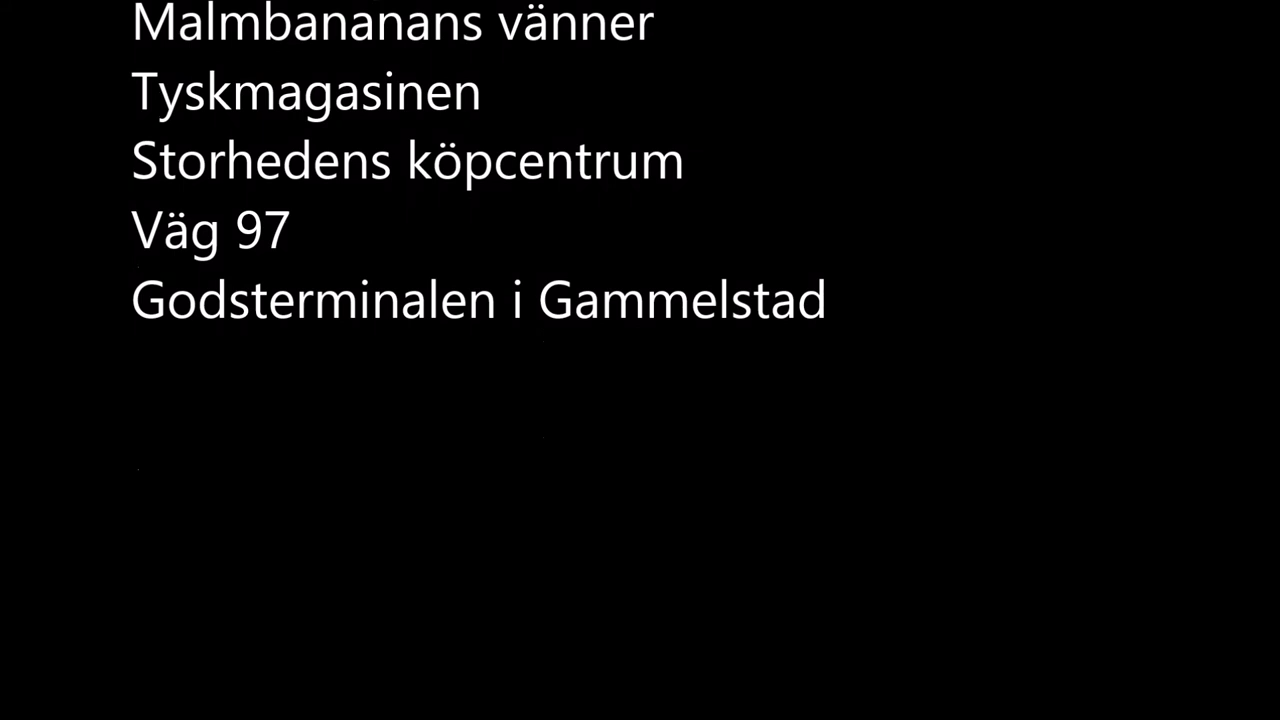 Malmbananans vänner
Tyskmagasinen
Storhedens köpcentrum
Väg 97
Godsterminalen i Gammelstad